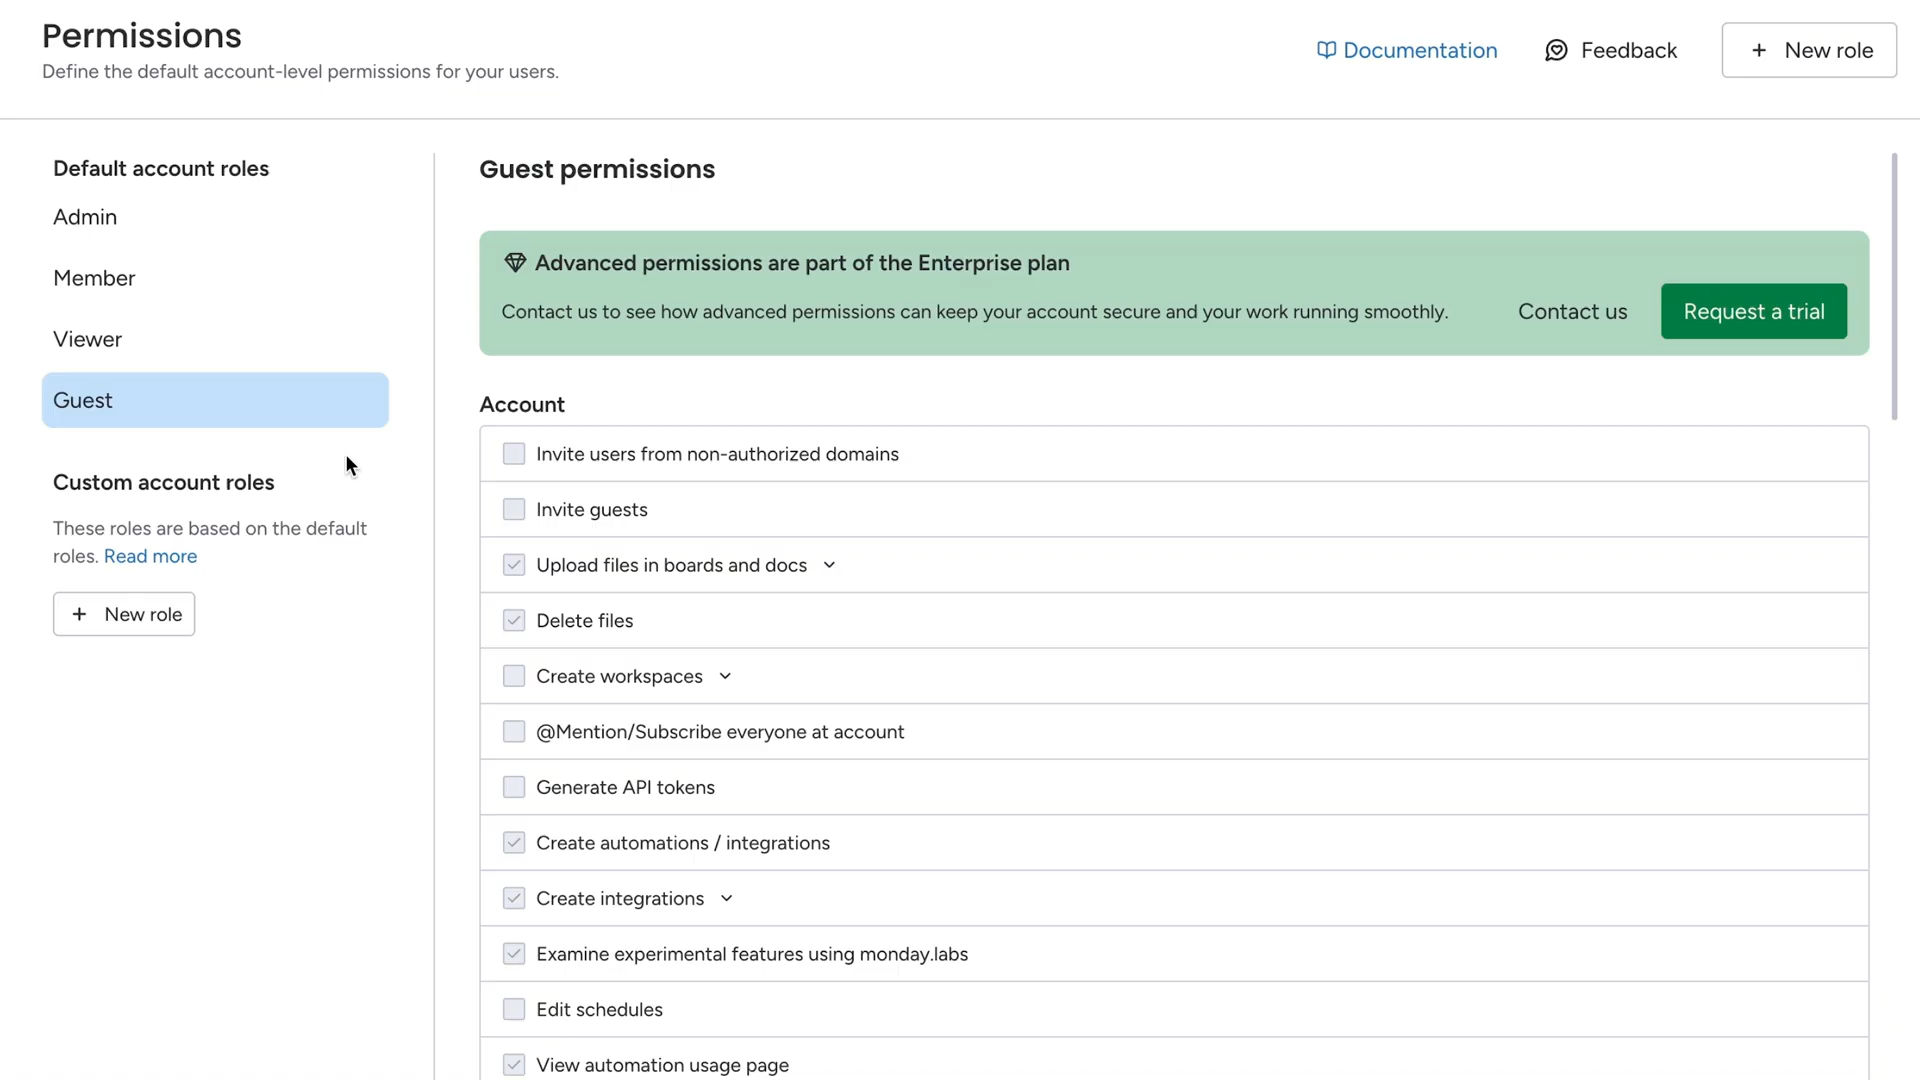 Permissions
Define the default account-level permissions for your users.
Documentation
Feedback
+ New role
Default account roles
Admin
Member
Viewer
Guest
Custom account roles
These roles are based on the default
roles. Read more
+ New role
Guest permissions
Advanced permissions are part of the Enterprise plan
Contact us to see how advanced permissions can keep your account secure and your work running smoothly.
Contact us
Request a trial
Account
Invite users from non-authorized domains
Invite guests
Upload files in boards and docs
Delete files
Create workspaces
@Mention/Subscribe everyone at account
Generate API tokens
Create automations / integrations
Create integrations
Examine experimental features using monday.labs
Edit schedules
View automation usage page